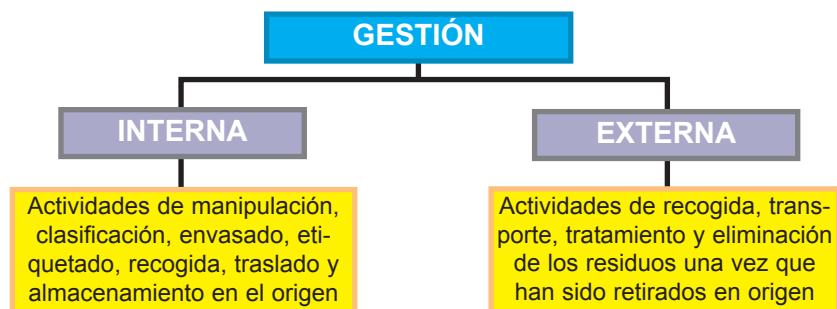 GESTIÓN
INTERNA
Actividades de manipulación,
clasificación, envasado, eti-
quetado, recogida, traslado y
almacenamiento en el origen
EXTERNA
Actividades de recogida, trans-
porte, tratamiento y eliminación
de los residuos una vez que
han sido retirados en origen